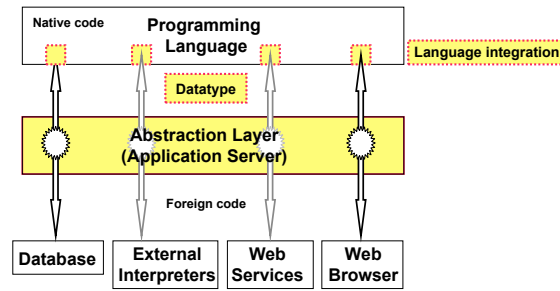 Native code
Programming
Language
Language integration
Datatype
Abstraction Layer
(Application Server)
Foreign code
Database
External
Interpreters
Web
Services
Web
Browser